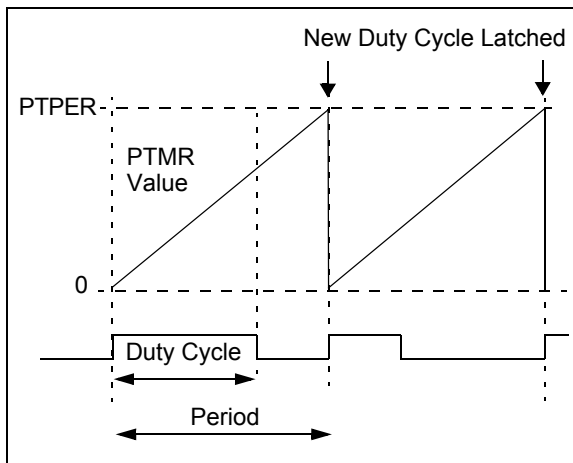 New Duty Cycle Latched
PTPER
PTMR
Value
0
Duty Cycle
Period